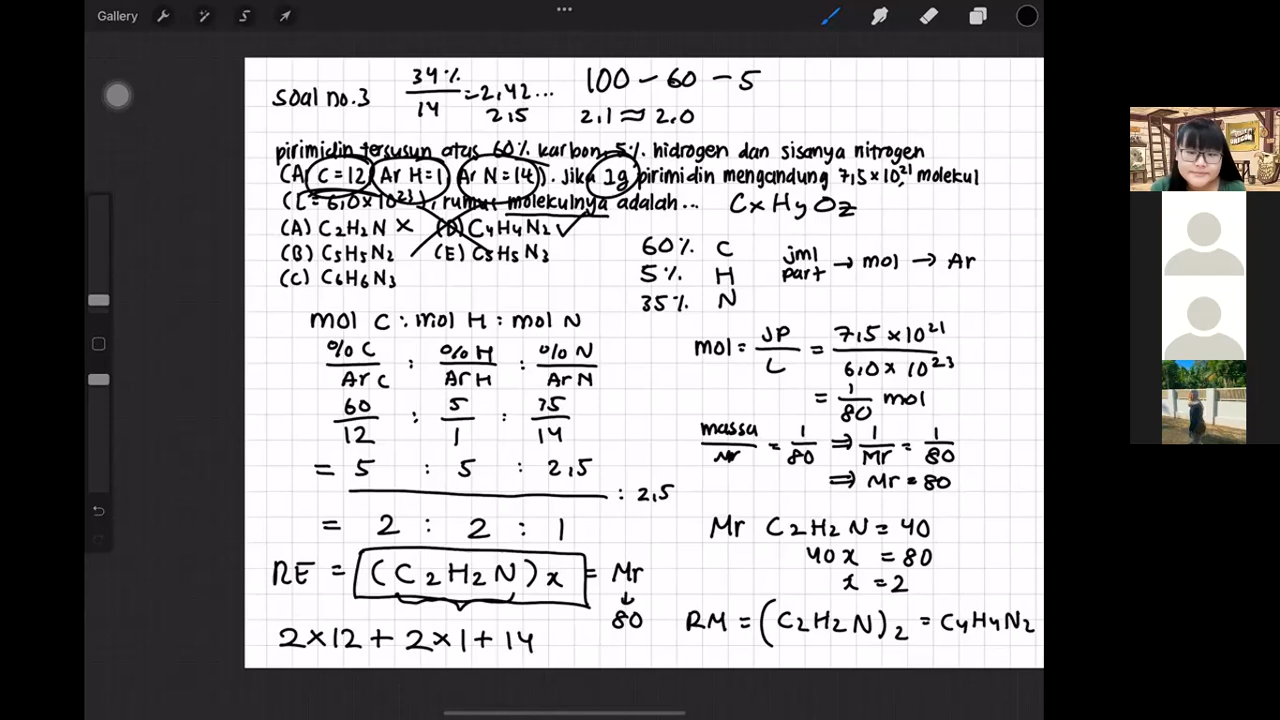 Gallery
Soal no.3
34%
14
=2,42...
2,5
100 - 60 - 5
2,1 ≈ 2,0
pirimidin tersusun atas 60% karbon, 5% hidrogen dan sisanya nitrogen
(Ar C = 12, Ar H = 1, Ar N = 14). Jika 1g pirimidin mengandung 7,5 × 10²¹ molekul
(L = 6,0 × 10²³), rumus molekulnya adalah ...
CxHyOz
(A) C2H2N ×
(D) C4H4N2 ✓
(B) C5H5N2
(E) C5H5N3
(C) C6H6N3
60% C
5% H
35% N
jml part → mol → Ar
mol C : mol H : mol N
%C : %H : %N
Ar C Ar H Ar N
60 : 5 : 35
12 1 14
= 5 : 5 : 2,5
: 2,5
= 2 : 2 : 1
RE = (C2H2N)x = Mr
↓
80
2×12 + 2×1 + 14
mol = JP = 7,5 × 10²¹
L 6,0 × 10²³
= 1 mol
80
massa = 1 ⇒ 1 = 1
Mr 80 Mr 80
⇒ Mr = 80
Mr C2H2N = 40
40x = 80
x = 2
RM = (C2H2N)2 = C4H4N2